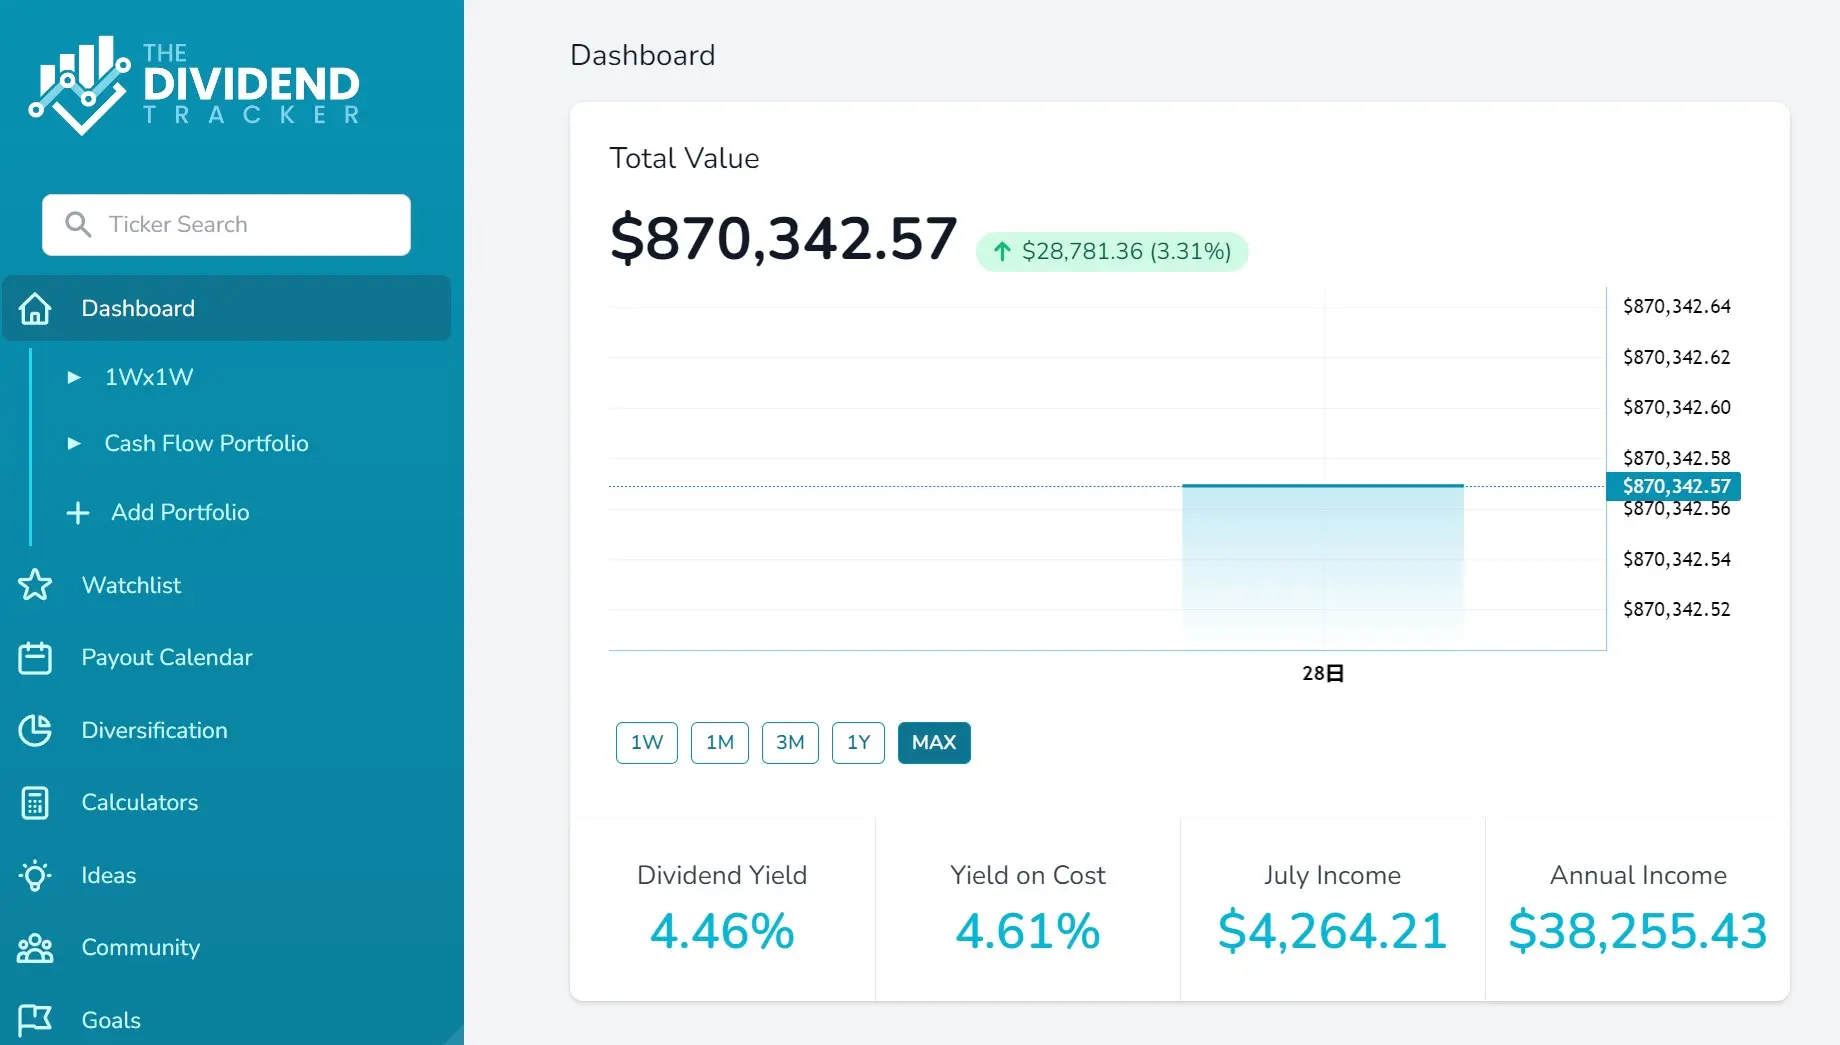 THE
DIVIDEND
TRACKER
Ticker Search
Dashboard
1Wx1W
Cash Flow Portfolio
Add Portfolio
Watchlist
Payout Calendar
Diversification
Calculators
Ideas
Community
Goals
Dashboard
Total Value
$870,342.57
$28,781.36 (3.31%)
$870,342.64
$870,342.62
$870,342.60
$870,342.58
$870,342.57
$870,342.56
$870,342.54
$870,342.52
28日
1W
1M
3M
1Y
MAX
Dividend Yield
4.46%
Yield on Cost
4.61%
July Income
$4,264.21
Annual Income
$38,255.43